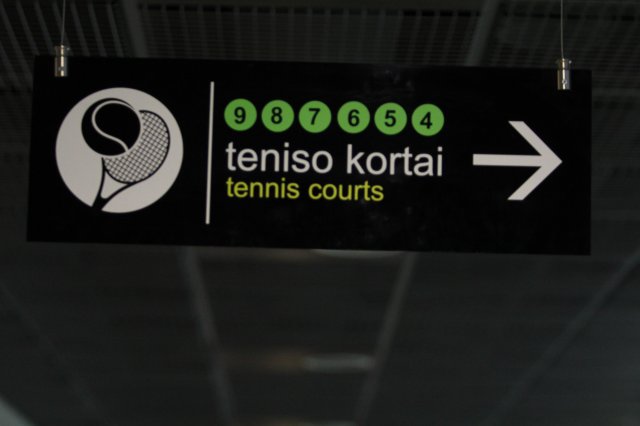 9 8 7 6 5 4
teniso kortai
tennis courts